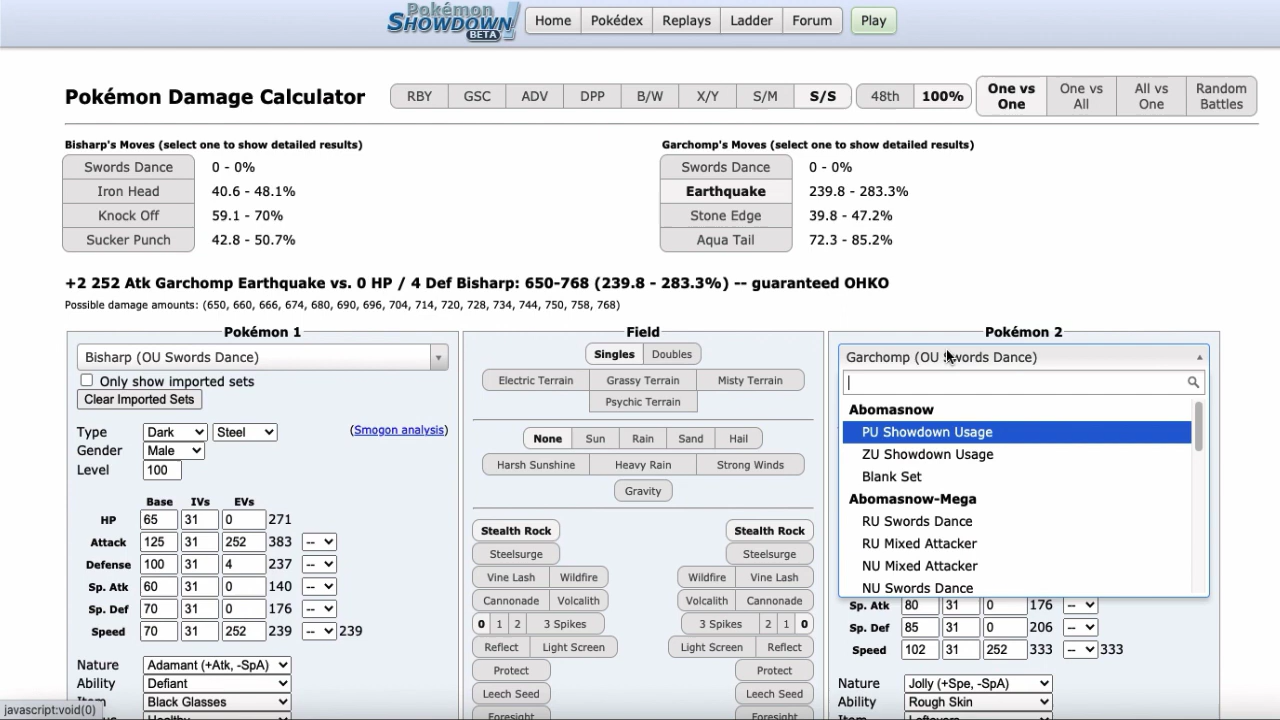 Pokémon
SHOWDOWN!
BETA
Home Pokédex Replays Ladder Forum Play
Pokémon Damage Calculator RBY GSC ADV DPP B/W X/Y S/M S/S 48th 100% One vs One One vs All All vs One Random Battles
Bisharp's Moves (select one to show detailed results)
Swords Dance 0 - 0%
Iron Head 40.6 - 48.1%
Knock Off 59.1 - 70%
Sucker Punch 42.8 - 50.7%
Garchomp's Moves (select one to show detailed results)
Swords Dance 0 - 0%
Earthquake 239.8 - 283.3%
Stone Edge 39.8 - 47.2%
Aqua Tail 72.3 - 85.2%
+2 252 Atk Garchomp Earthquake vs. 0 HP / 4 Def Bisharp: 650-768 (239.8 - 283.3%) -- guaranteed OHKO
Possible damage amounts: (650, 660, 666, 674, 680, 690, 696, 704, 714, 720, 728, 734, 744, 750, 758, 768)
Pokémon 1
Bisharp (OU Swords Dance)
Only show imported sets
Clear Imported Sets
Type Dark Steel (Smogon analysis)
Gender Male
Level 100
Base IVs EVs
HP 65 31 0 271
Attack 125 31 252 383 --
Defense 100 31 4 237 --
Sp. Atk 60 31 0 140 --
Sp. Def 70 31 0 176 --
Speed 70 31 252 239 -- 239
Nature Adamant (+Atk, -SpA)
Ability Defiant
Item Black Glasses
Healthy
javascript:void(0)
Field
Singles Doubles
Electric Terrain Grassy Terrain Misty Terrain
Psychic Terrain
None Sun Rain Sand Hail
Harsh Sunshine Heavy Rain Strong Winds
Gravity
Stealth Rock Stealth Rock
Steelsurge Steelsurge
Vine Lash Wildfire Wildfire Vine Lash
Cannonade Volcalith Volcalith Cannonade
0 1 2 3 Spikes 3 Spikes 2 1 0
Reflect Light Screen Light Screen Reflect
Protect Protect
Leech Seed Leech Seed
Foresight Foresight
Pokémon 2
Garchomp (OU Swords Dance)
Abomasnow
PU Showdown Usage
ZU Showdown Usage
Blank Set
Abomasnow-Mega
RU Swords Dance
RU Mixed Attacker
NU Mixed Attacker
NU Swords Dance
Sp. Atk 80 31 0 176 --
Sp. Def 85 31 0 206 --
Speed 102 31 252 333 -- 333
Nature Jolly (+Spe, -SpA)
Ability Rough Skin
Item Leftovers